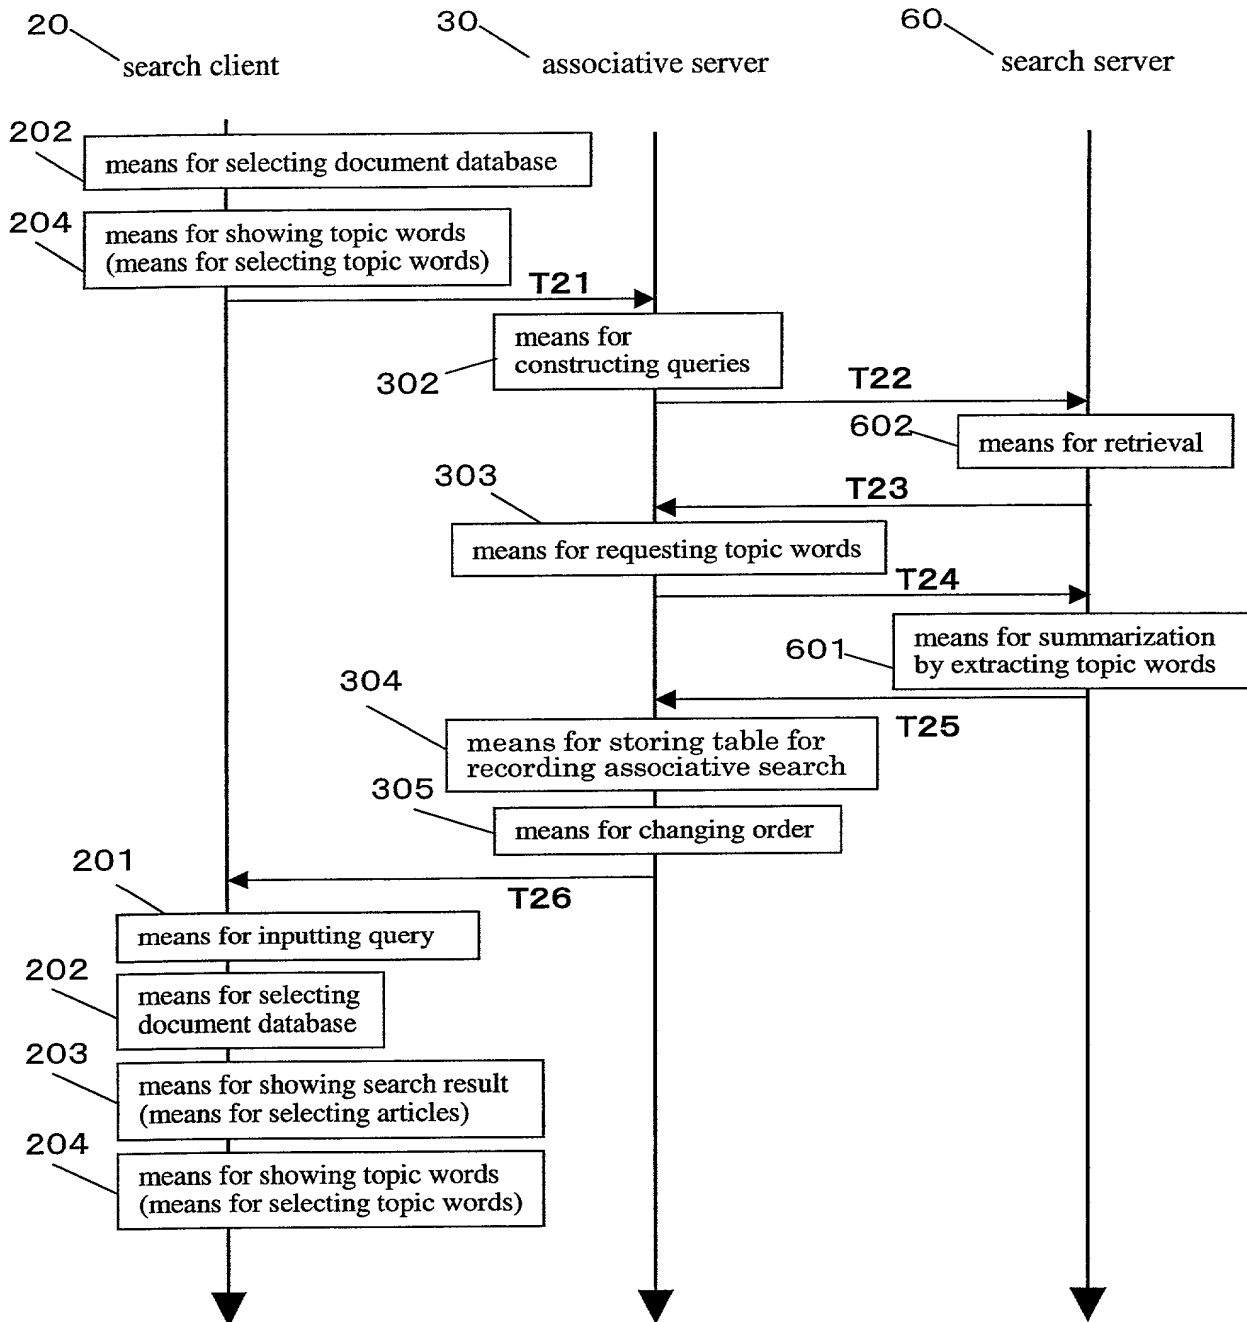 20
30
60
search client
associative server
search server
202
means for selecting document database
204
means for showing topic words
(means for selecting topic words)
T21
means for
constructing queries
302
T22
602
means for retrieval
303
T23
means for requesting topic words
T24
means for summarization
by extracting topic words
601
304
T25
means for storing table for
recording associative search
305
means for changing order
201
T26
means for inputting query
202
means for selecting
document database
203
means for showing search result
(means for selecting articles)
204
means for showing topic words
(means for selecting topic words)